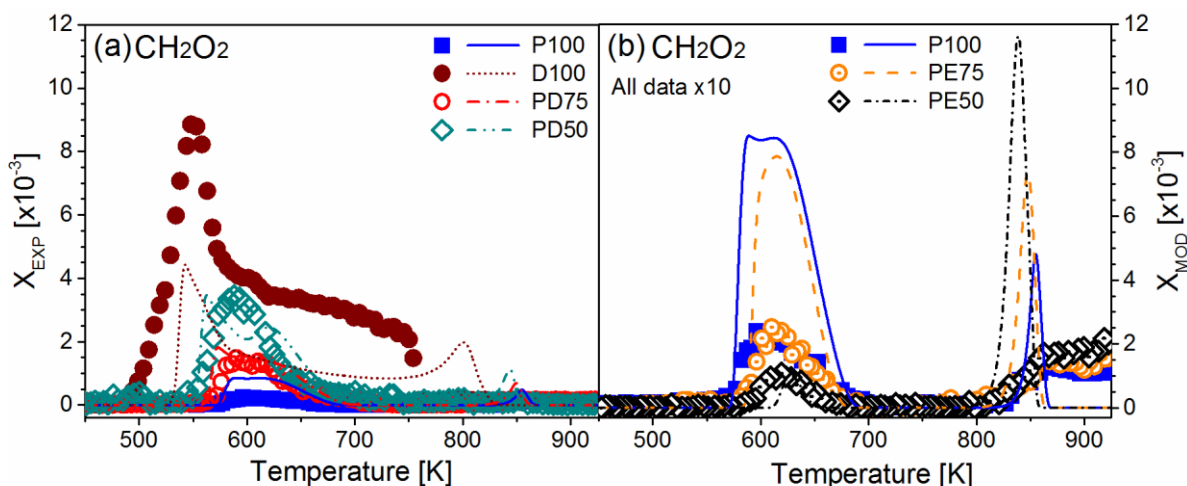 (a) CH₂O₂
P100
D100
PD75
PD50
X_EXP [x10⁻³]
12
10
8
6
4
2
0
500 600 700 800 900
Temperature [K]
(b) CH₂O₂
All data x10
P100
PE75
PE50
12
10
8
6
4
2
0
X_MOD [x10⁻³]
500 600 700 800 900
Temperature [K]